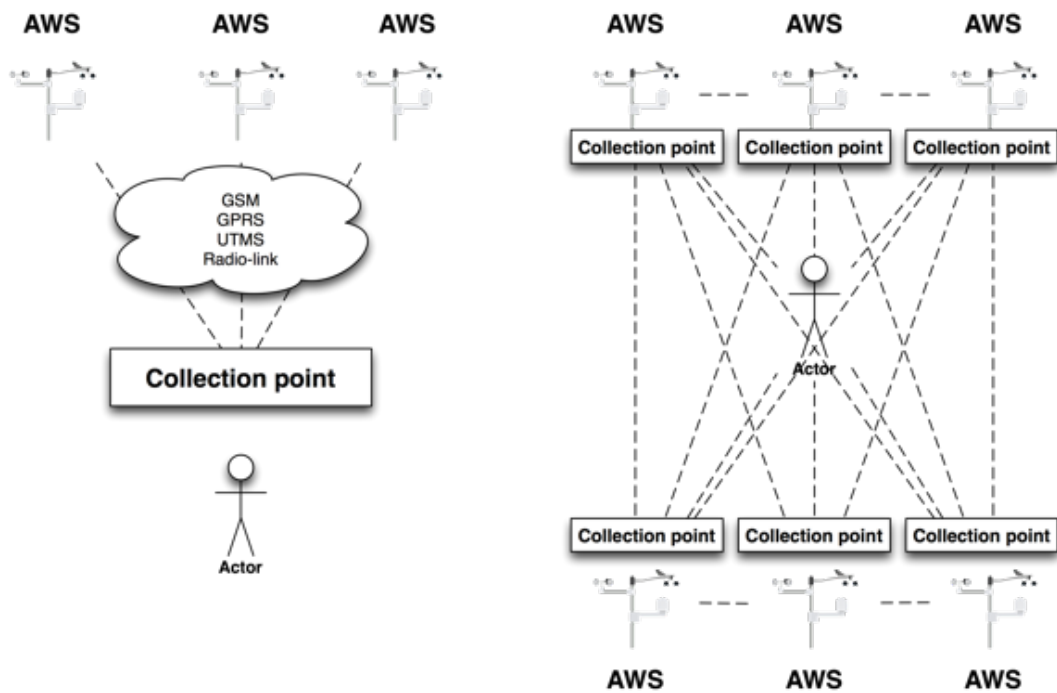 AWS AWS AWS
GSM
GPRS
UTMS
Radio-link
Collection point
Actor
AWS AWS AWS
Collection point Collection point Collection point
Actor
Collection point Collection point Collection point
AWS AWS AWS